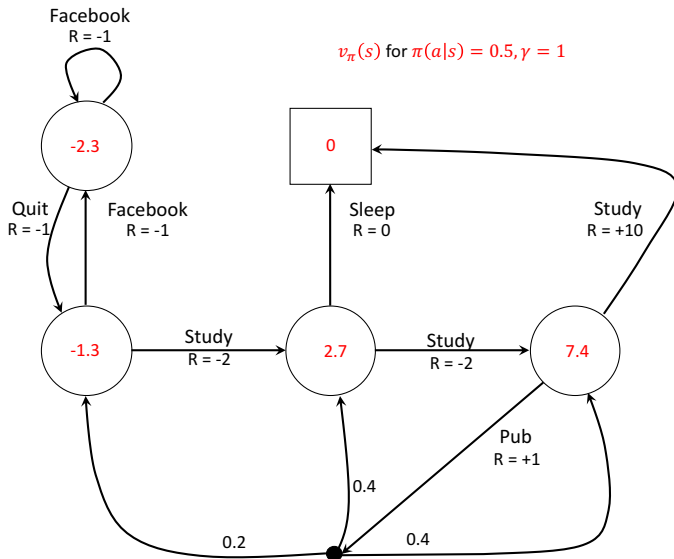 Facebook
R = -1
v_π(s) for π(a|s) = 0.5, γ = 1
-2.3
0
Quit
R = -1
Facebook
R = -1
Sleep
R = 0
Study
R = +10
-1.3
Study
R = -2
2.7
Study
R = -2
7.4
Pub
R = +1
0.4
0.2
0.4